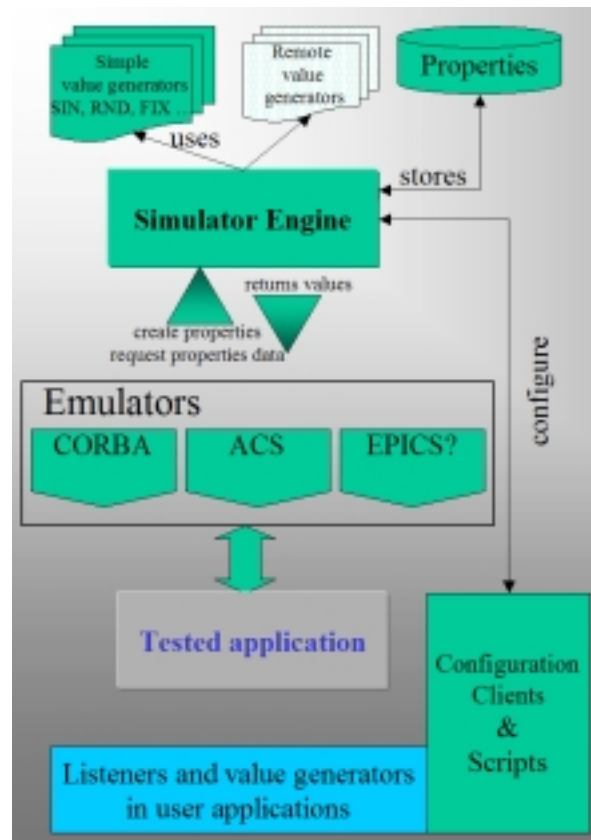 Simple
value generators
SIN, RND, FIX ...
Remote
value
generators
Properties
uses
stores
Simulator Engine
returns values
create properties
request properties data
configure
Emulators
CORBA
ACS
EPICS?
Tested application
Configuration
Clients
&
Scripts
Listeners and value generators
in user applications